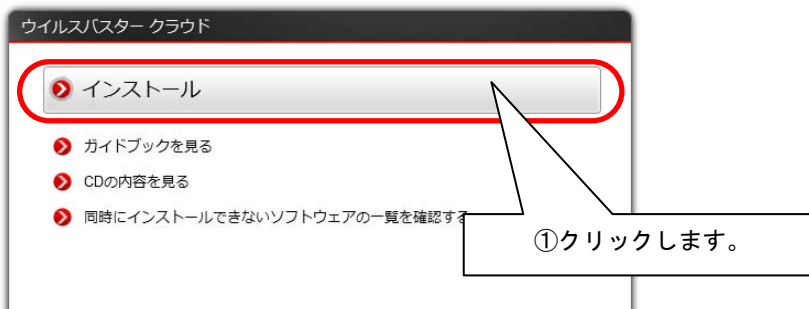 ウイルスバスター クラウド
インストール
ガイドブックを見る
CDの内容を見る
同時にインストールできないソフトウェアの一覧を確認する
①クリックします。